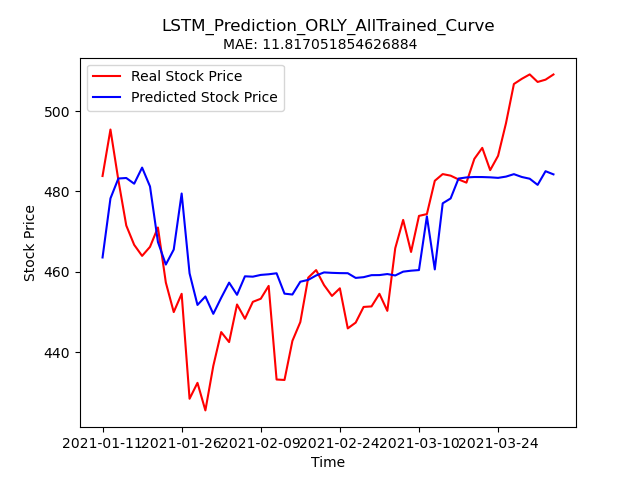 LSTM_Prediction_ORLY_AllTrained_Curve
MAE: 11.817051854626884
Real Stock Price
Predicted Stock Price
500
480
460
440
Stock Price
2021-01-11
2021-01-26
2021-02-09
2021-02-24
2021-03-10
2021-03-24
Time